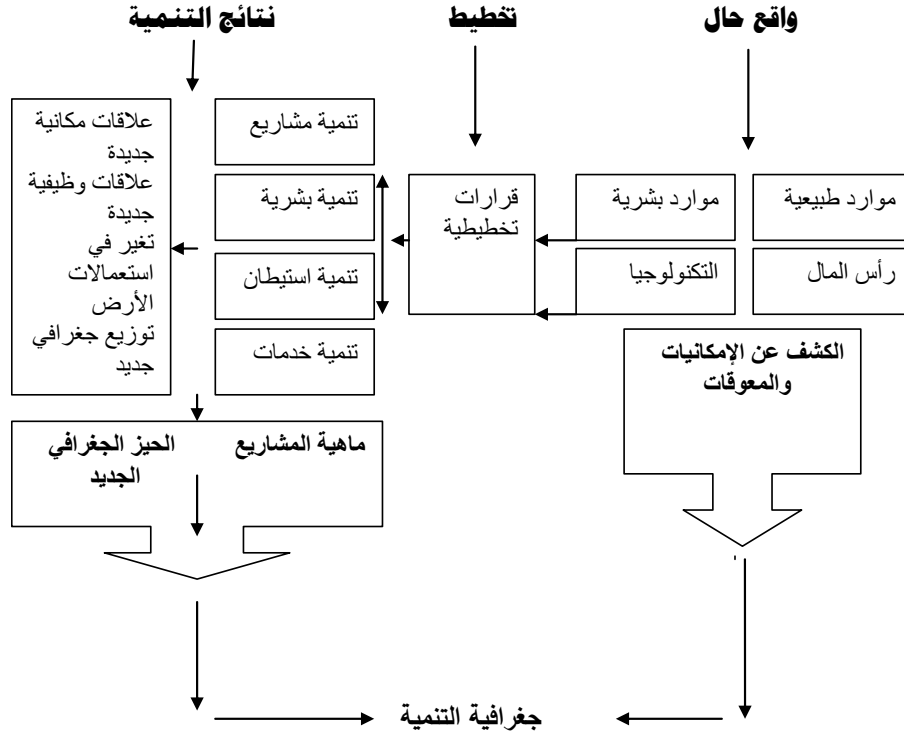 واقع حال
تخطيط
نتائج التنمية
موارد طبيعية
موارد بشرية
رأس المال
التكنولوجيا
الكشف عن الإمكانيات
والمعوقات
قرارات
تخطيطية
تنمية مشاريع
تنمية بشرية
تنمية استيطان
تنمية خدمات
علاقات مكانية
جديدة
علاقات وظيفية
جديدة
تغير في
استعمالات
الأرض
توزيع جغرافي
جديد
ماهية المشاريع
الحيز الجغرافي
الجديد
جغرافية التنمية